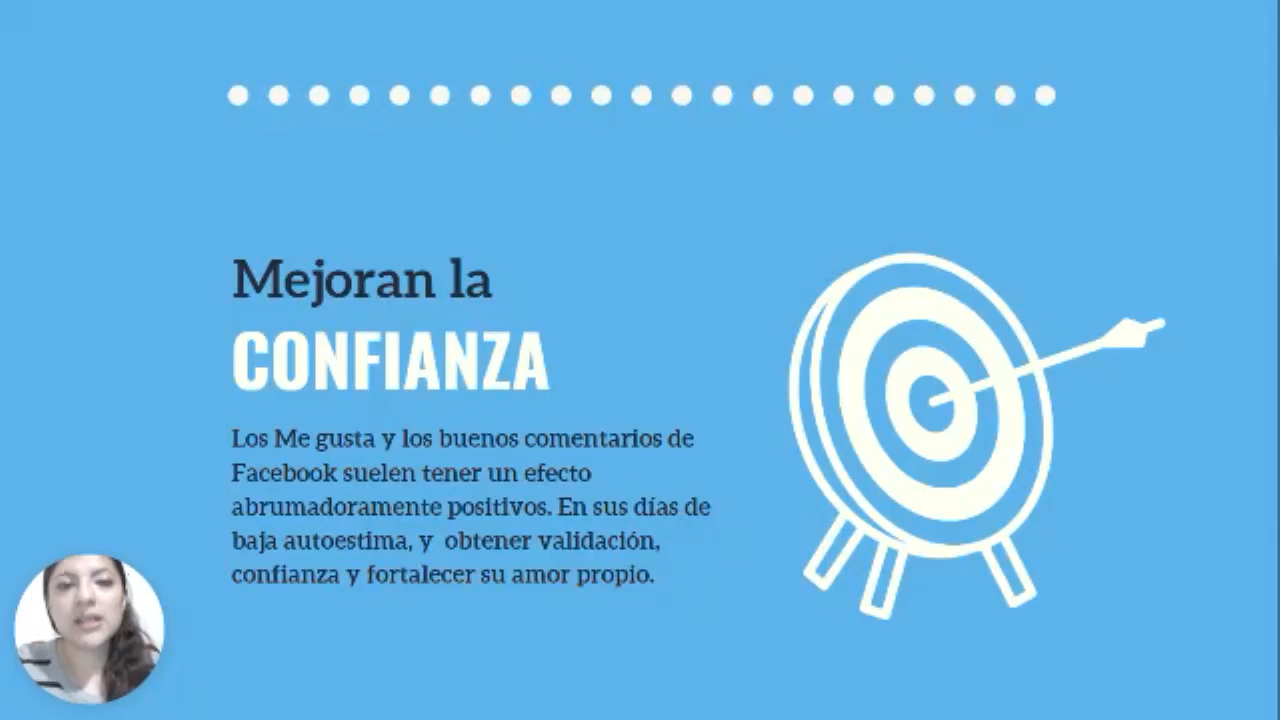 Mejoran la
CONFIANZA
Los Me gusta y los buenos comentarios de
Facebook suelen tener un efecto
abrumadoramente positivos. En sus días de
baja autoestima, y  obtener validación,
confianza y fortalecer su amor propio.